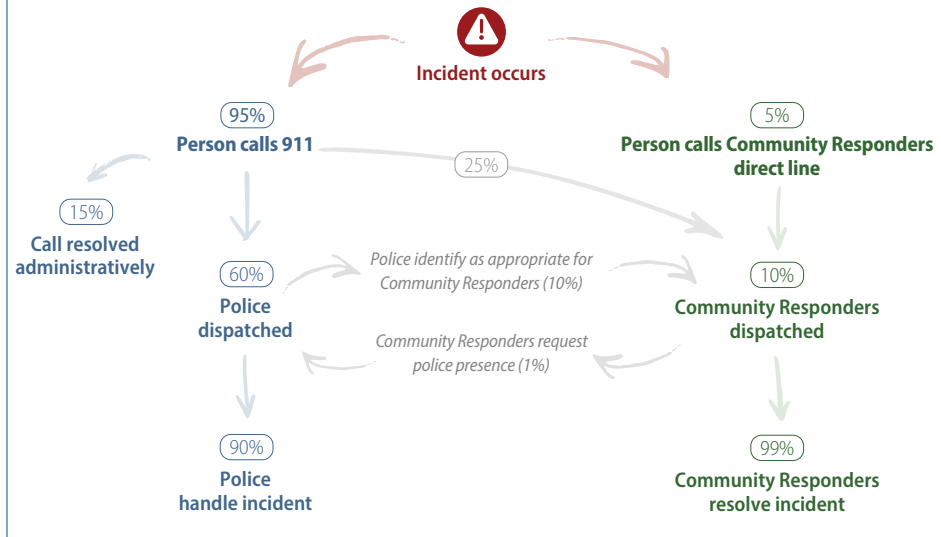 Incident occurs
95%
Person calls 911
5%
Person calls Community Responders
direct line
25%
15%
Call resolved
administratively
60%
Police
dispatched
Police identify as appropriate for
Community Responders (10%)
10%
Community Responders
dispatched
Community Responders request
police presence (1%)
90%
Police
handle incident
99%
Community Responders
resolve incident